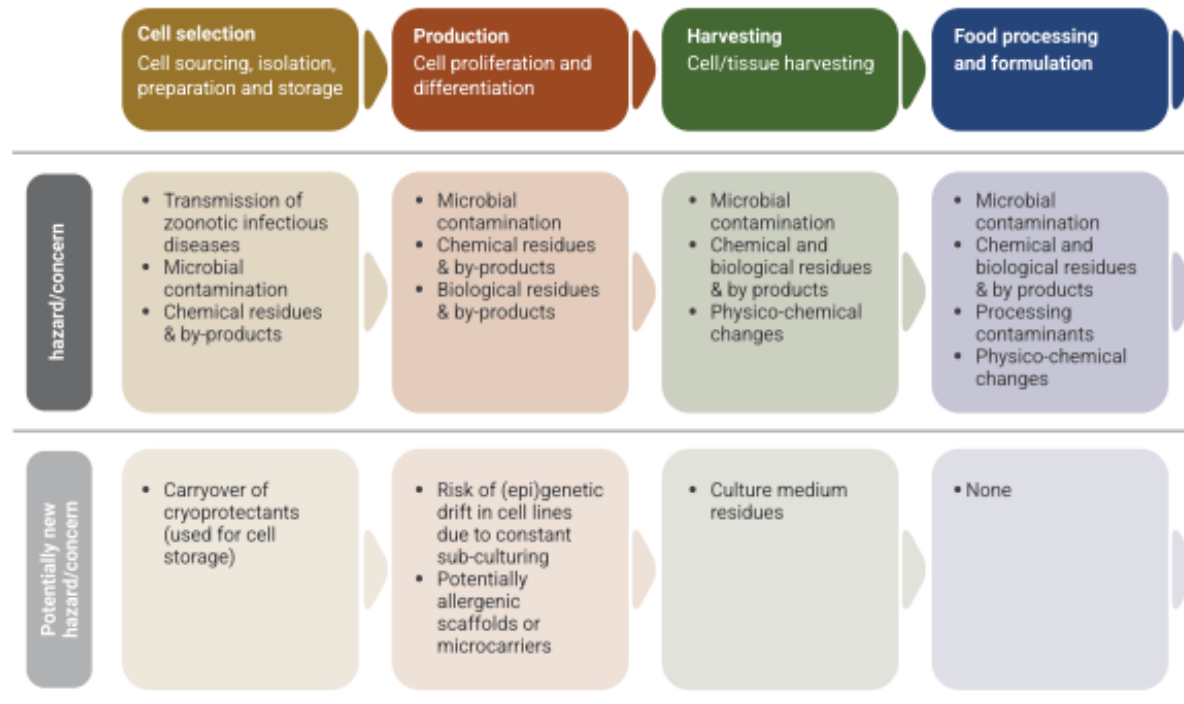 Cell selection
Cell sourcing, isolation,
preparation and storage
Production
Cell proliferation and
differentiation
Harvesting
Cell/tissue harvesting
Food processing
and formulation
hazard/concern
• Transmission of
zoonotic infectious
diseases
• Microbial
contamination
• Chemical residues
& by-products
• Microbial
contamination
• Chemical residues
& by-products
• Biological residues
& by-products
• Microbial
contamination
• Chemical and
biological residues
& by products
• Physico-chemical
changes
• Microbial
contamination
• Chemical and
biological residues
& by products
• Processing
contaminants
• Physico-chemical
changes
Potentially new
hazard/concern
• Carryover of
cryoprotectants
(used for cell
storage)
• Risk of (epi)genetic
drift in cell lines
due to constant
sub-culturing
• Potentially
allergenic
scaffolds or
microcarriers
• Culture medium
residues
• None